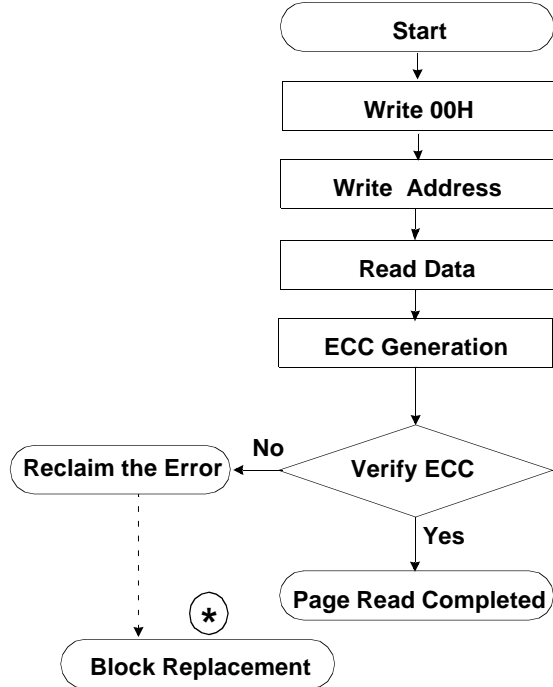 Start
Write 00H
Write Address
Read Data
ECC Generation
No
Reclaim the Error
Verify ECC
Yes
Page Read Completed
*
Block Replacement